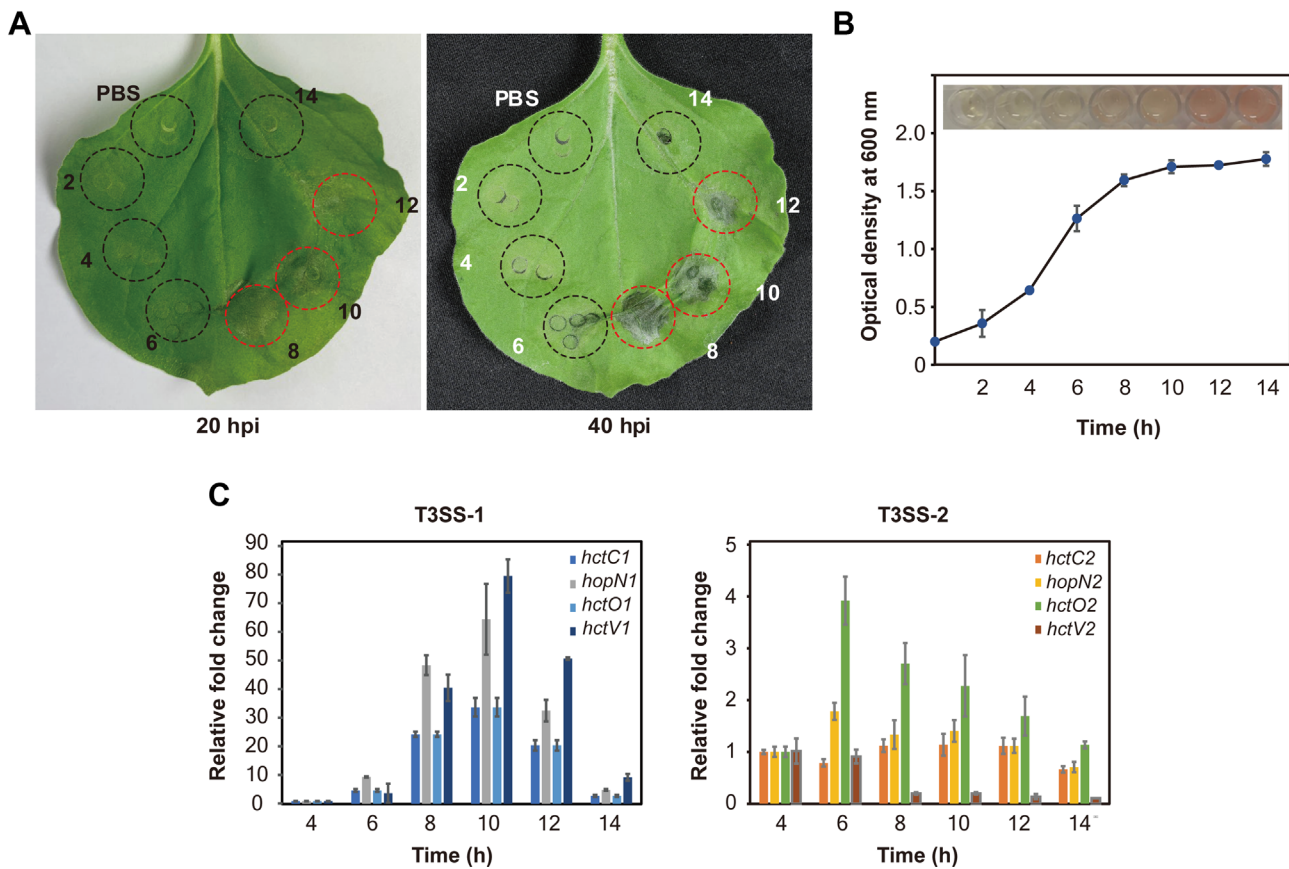 A
PBS
14
2
12
4
10
6
8
20 hpi
PBS
14
2
12
4
10
6
8
40 hpi
B
Optical density at 600 nm
2.0
1.5
1.0
0.5
0
2 4 6 8 10 12 14
Time (h)
C
T3SS-1
Relative fold change
90
80
70
60
50
40
30
20
10
0
hctC1
hopN1
hctO1
hctV1
4 6 8 10 12 14
Time (h)
T3SS-2
Relative fold change
5
4
3
2
1
0
hctC2
hopN2
hctO2
hctV2
4 6 8 10 12 14
Time (h)